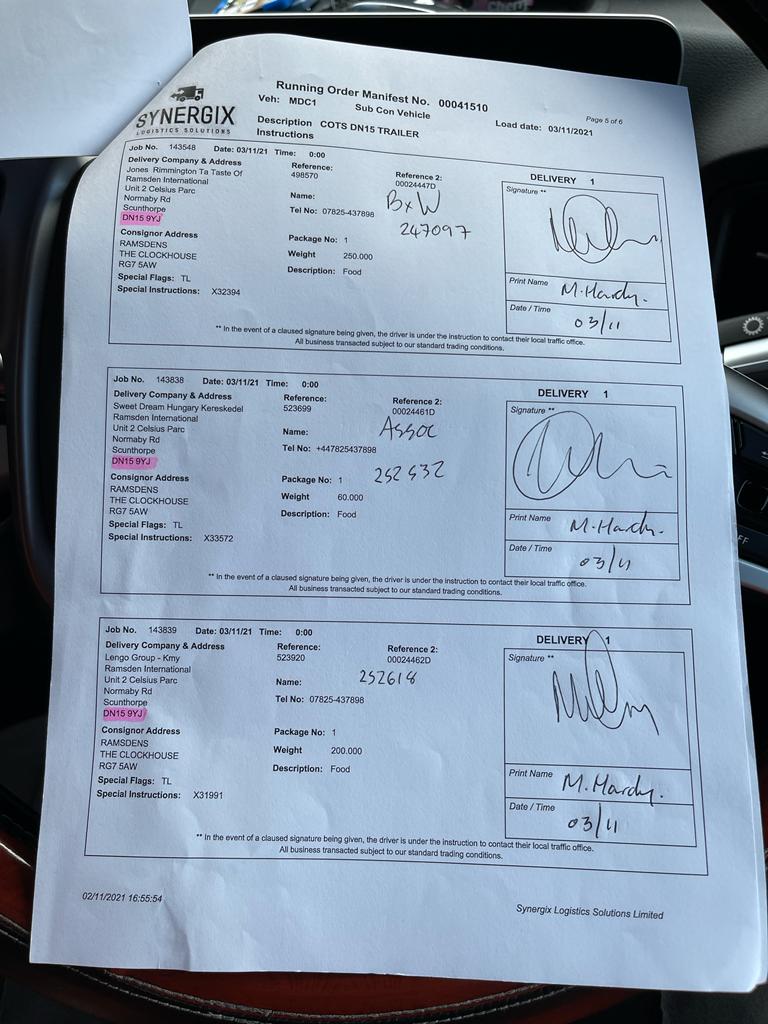 SYNERGIX
LOGISTICS SOLUTIONS
Running Order Manifest No. 00041510
Veh: MDC1 Sub Con Vehicle
Page 5 of 6
Description COTS DN15 TRAILER Load date: 03/11/2021
Instructions
Job No. 143548 Date: 03/11/21 Time: 0:00
Delivery Company & Address
Jones Rimmington Ta Taste Of
Ramsden International
Unit 2 Celsius Parc
Normaby Rd
Scunthorpe
DN15 9YJ
Consignor Address
RAMSDENS
THE CLOCKHOUSE
RG7 5AW
Special Flags: TL
Special Instructions: X32394
Reference:
498570
Reference 2:
00024447D
Name: BxW
Tel No: 07825-437898
247097
Package No: 1
Weight 250.000
Description: Food
DELIVERY 1
Signature **
Print Name M.Hardy.
Date / Time 03/11
** In the event of a claused signature being given, the driver is under the instruction to contact their local traffic office.
All business transacted subject to our standard trading conditions.
Job No. 143838 Date: 03/11/21 Time: 0:00
Delivery Company & Address
Sweet Dream Hungary Kereskedel
Ramsden International
Unit 2 Celsius Parc
Normaby Rd
Scunthorpe
DN15 9YJ
Consignor Address
RAMSDENS
THE CLOCKHOUSE
RG7 5AW
Special Flags: TL
Special Instructions: X33572
Reference:
523699
Reference 2:
00024461D
Name: Assoc
Tel No: +447825437898
252532
Package No: 1
Weight 60.000
Description: Food
DELIVERY 1
Signature **
Print Name M.Hardy.
Date / Time 03/11
** In the event of a claused signature being given, the driver is under the instruction to contact their local traffic office.
All business transacted subject to our standard trading conditions.
Job No. 143839 Date: 03/11/21 Time: 0:00
Delivery Company & Address
Lengo Group - Kmy
Ramsden International
Unit 2 Celsius Parc
Normaby Rd
Scunthorpe
DN15 9YJ
Consignor Address
RAMSDENS
THE CLOCKHOUSE
RG7 5AW
Special Flags: TL
Special Instructions: X31991
Reference:
523920
Reference 2:
00024462D
Name: 252618
Tel No: 07825-437898
Package No: 1
Weight 200.000
Description: Food
DELIVERY 1
Signature **
Print Name M.Hardy.
Date / Time 03/11
** In the event of a claused signature being given, the driver is under the instruction to contact their local traffic office.
All business transacted subject to our standard trading conditions.
02/11/2021 16:55:54
Synergix Logistics Solutions Limited